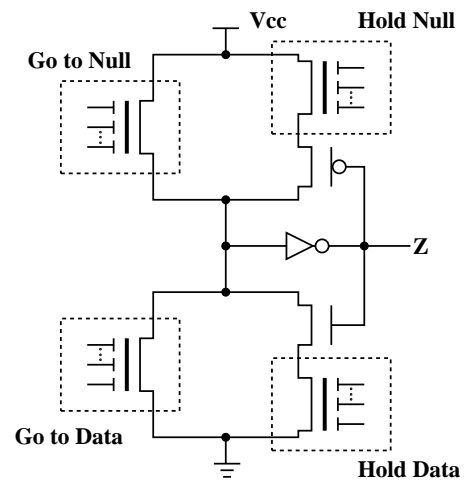 Vcc
Hold Null
Go to Null
Z
Go to Data
Hold Data